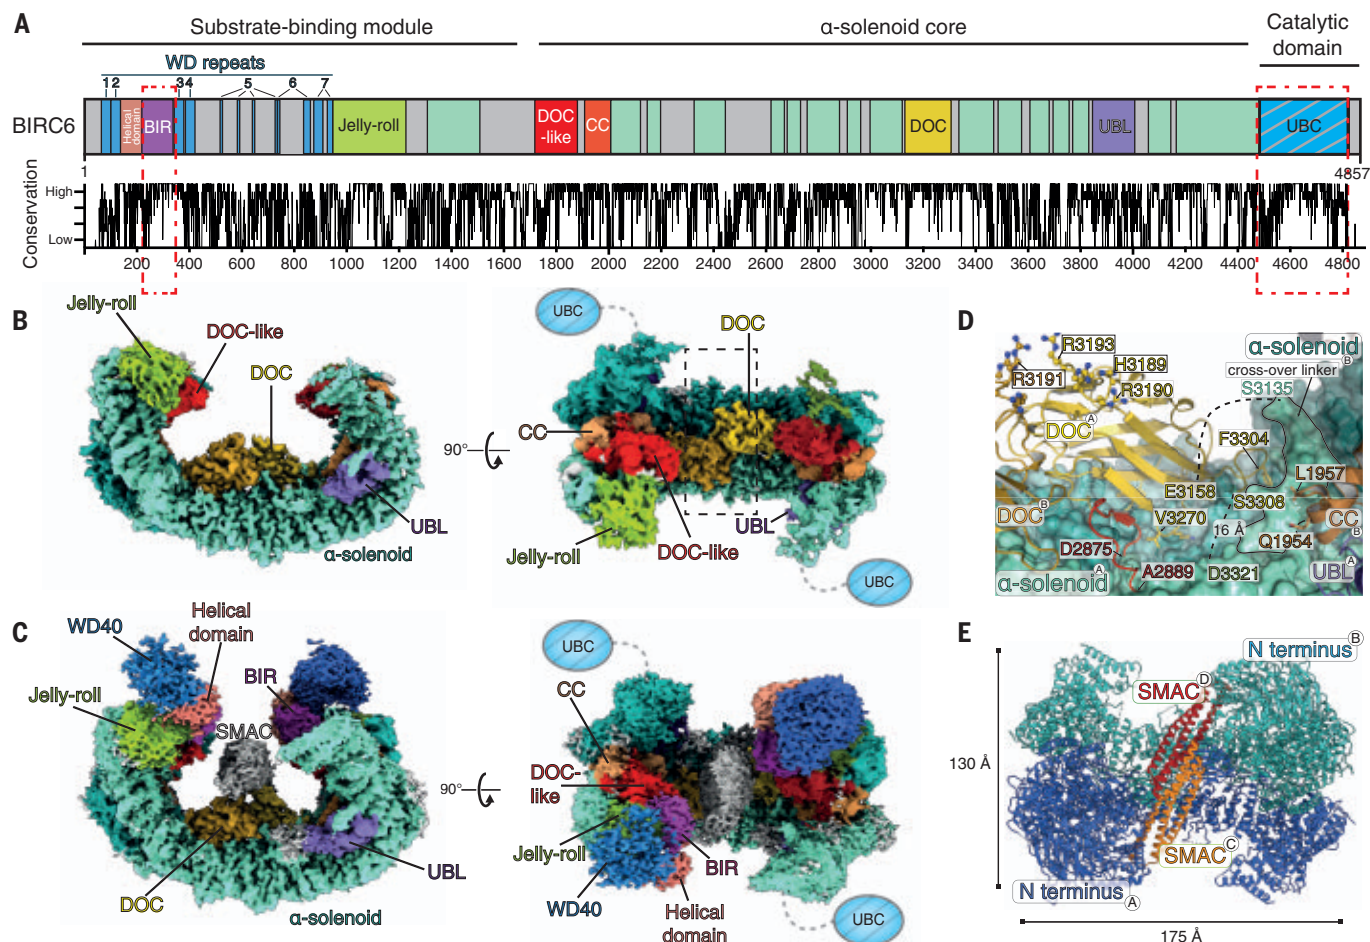 A
Substrate-binding module
α-solenoid core
Catalytic
domain
WD repeats
1 2 3 4 5 6 7
BIRC6
Helical
domain
BIR
Jelly-roll
DOC
-like
CC
DOC
UBL
UBC
1
4857
Conservation
High
Low
200 400 600 800 1000 1200 1400 1600 1800 2000 2200 2400 2600 2800 3000 3200 3400 3600 3800 4000 4200 4400 4600 4800
B
Jelly-roll
DOC-like
DOC
UBL
α-solenoid
90°
UBC
DOC
CC
UBL
Jelly-roll
DOC-like
UBC
C
WD40
Helical
domain
BIR
Jelly-roll
SMAC
DOC
UBL
α-solenoid
90°
UBC
CC
DOC-
like
Jelly-roll
WD40
BIR
Helical
domain
UBC
D
R3193
H3189
R3191
R3190
DOC A
α-solenoid B
cross-over linker
S3135
F3304
L1957
E3158
S3308
DOC B
V3270
16 Å
CC B
Q1954
D2875
A2889
D3321
α-solenoid A
UBL A
E
N terminus B
SMAC D
130 Å
SMAC C
N terminus A
175 Å